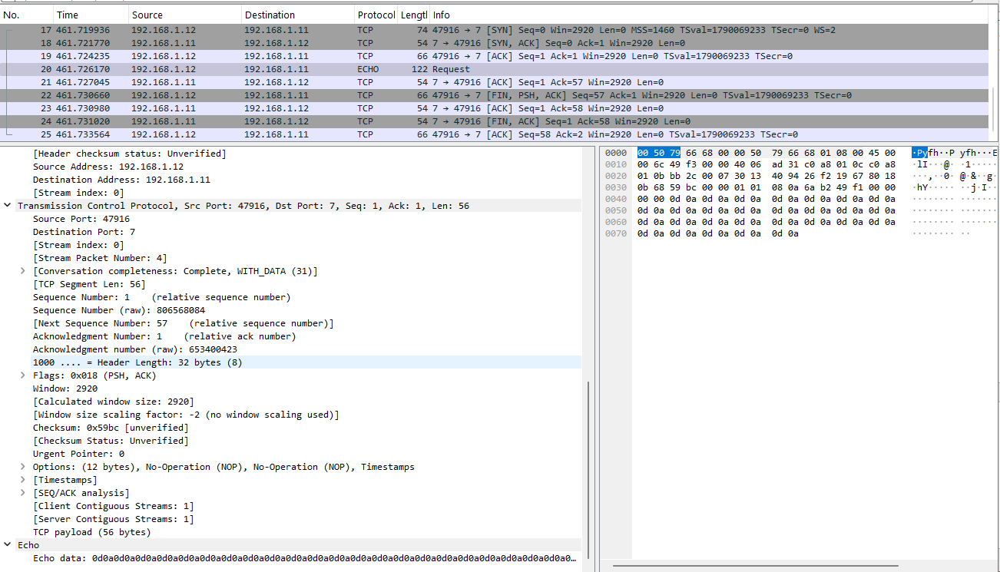 No. Time Source Destination Protocol Lengtl Info
17 461.719936 192.168.1.12 192.168.1.11 TCP 74 47916 → 7 [SYN] Seq=0 Win=2920 Len=0 MSS=1460 TSval=1790069233 TSecr=0 WS=2
18 461.721770 192.168.1.11 192.168.1.12 TCP 54 7 → 47916 [SYN, ACK] Seq=0 Ack=1 Win=2920 Len=0
19 461.724235 192.168.1.12 192.168.1.11 TCP 66 47916 → 7 [ACK] Seq=1 Ack=1 Win=2920 Len=0 TSval=1790069233 TSecr=0
20 461.726170 192.168.1.12 192.168.1.11 ECHO 122 Request
21 461.727045 192.168.1.11 192.168.1.12 TCP 54 7 → 47916 [ACK] Seq=1 Ack=57 Win=2920 Len=0
22 461.730660 192.168.1.12 192.168.1.11 TCP 66 47916 → 7 [FIN, PSH, ACK] Seq=57 Ack=1 Win=2920 Len=0 TSval=1790069233 TSecr=0
23 461.730980 192.168.1.11 192.168.1.12 TCP 54 7 → 47916 [ACK] Seq=1 Ack=58 Win=2920 Len=0
24 461.731020 192.168.1.11 192.168.1.12 TCP 54 7 → 47916 [FIN, ACK] Seq=1 Ack=58 Win=2920 Len=0
25 461.733564 192.168.1.12 192.168.1.11 TCP 66 47916 → 7 [ACK] Seq=58 Ack=2 Win=2920 Len=0 TSval=1790069233 TSecr=0
[Header checksum status: Unverified]
Source Address: 192.168.1.12
Destination Address: 192.168.1.11
[Stream index: 0]
Transmission Control Protocol, Src Port: 47916, Dst Port: 7, Seq: 1, Ack: 1, Len: 56
Source Port: 47916
Destination Port: 7
[Stream index: 0]
[Stream Packet Number: 4]
[Conversation completeness: Complete, WITH_DATA (31)]
[TCP Segment Len: 56]
Sequence Number: 1 (relative sequence number)
Sequence Number (raw): 806568084
[Next Sequence Number: 57 (relative sequence number)]
Acknowledgment Number: 1 (relative ack number)
Acknowledgment number (raw): 653400423
1000 .... = Header Length: 32 bytes (8)
Flags: 0x018 (PSH, ACK)
Window: 2920
[Calculated window size: 2920]
[Window size scaling factor: -2 (no window scaling used)]
Checksum: 0x59bc [unverified]
[Checksum Status: Unverified]
Urgent Pointer: 0
Options: (12 bytes), No-Operation (NOP), No-Operation (NOP), Timestamps
[Timestamps]
[SEQ/ACK analysis]
[Client Contiguous Streams: 1]
[Server Contiguous Streams: 1]
TCP payload (56 bytes)
Echo
Echo data: 0d0a0d0a0d0a0d0a0d0a0d0a0d0a0d0a0d0a0d0a0d0a0d0a0d0a0d0a0d0a0d0a0d0a0d0a0d0a0d0a0d0a0d0a0…
0000 00 50 79 66 68 00 00 50 79 66 68 01 08 00 45 00 ·Pyfh··P yfh···E
0010 00 6c 49 f3 00 00 40 06 ad 31 c0 a8 01 0c c0 a8 ·lI···@· ·1·····
0020 01 0b bb 2c 00 07 30 13 40 94 26 f2 19 67 80 18 ···,··0· @·&··g·
0030 0b 68 59 bc 00 00 01 01 08 0a 6a b2 49 f1 00 00 ·hY····· ··j·I··
0040 00 00 0d 0a 0d 0a 0d 0a 0d 0a 0d 0a 0d 0a 0d 0a ········ ·······
0050 0d 0a 0d 0a 0d 0a 0d 0a 0d 0a 0d 0a 0d 0a 0d 0a ········ ·······
0060 0d 0a 0d 0a 0d 0a 0d 0a 0d 0a 0d 0a 0d 0a 0d 0a ········ ·······
0070 0d 0a 0d 0a 0d 0a 0d 0a 0d 0a ········ ··